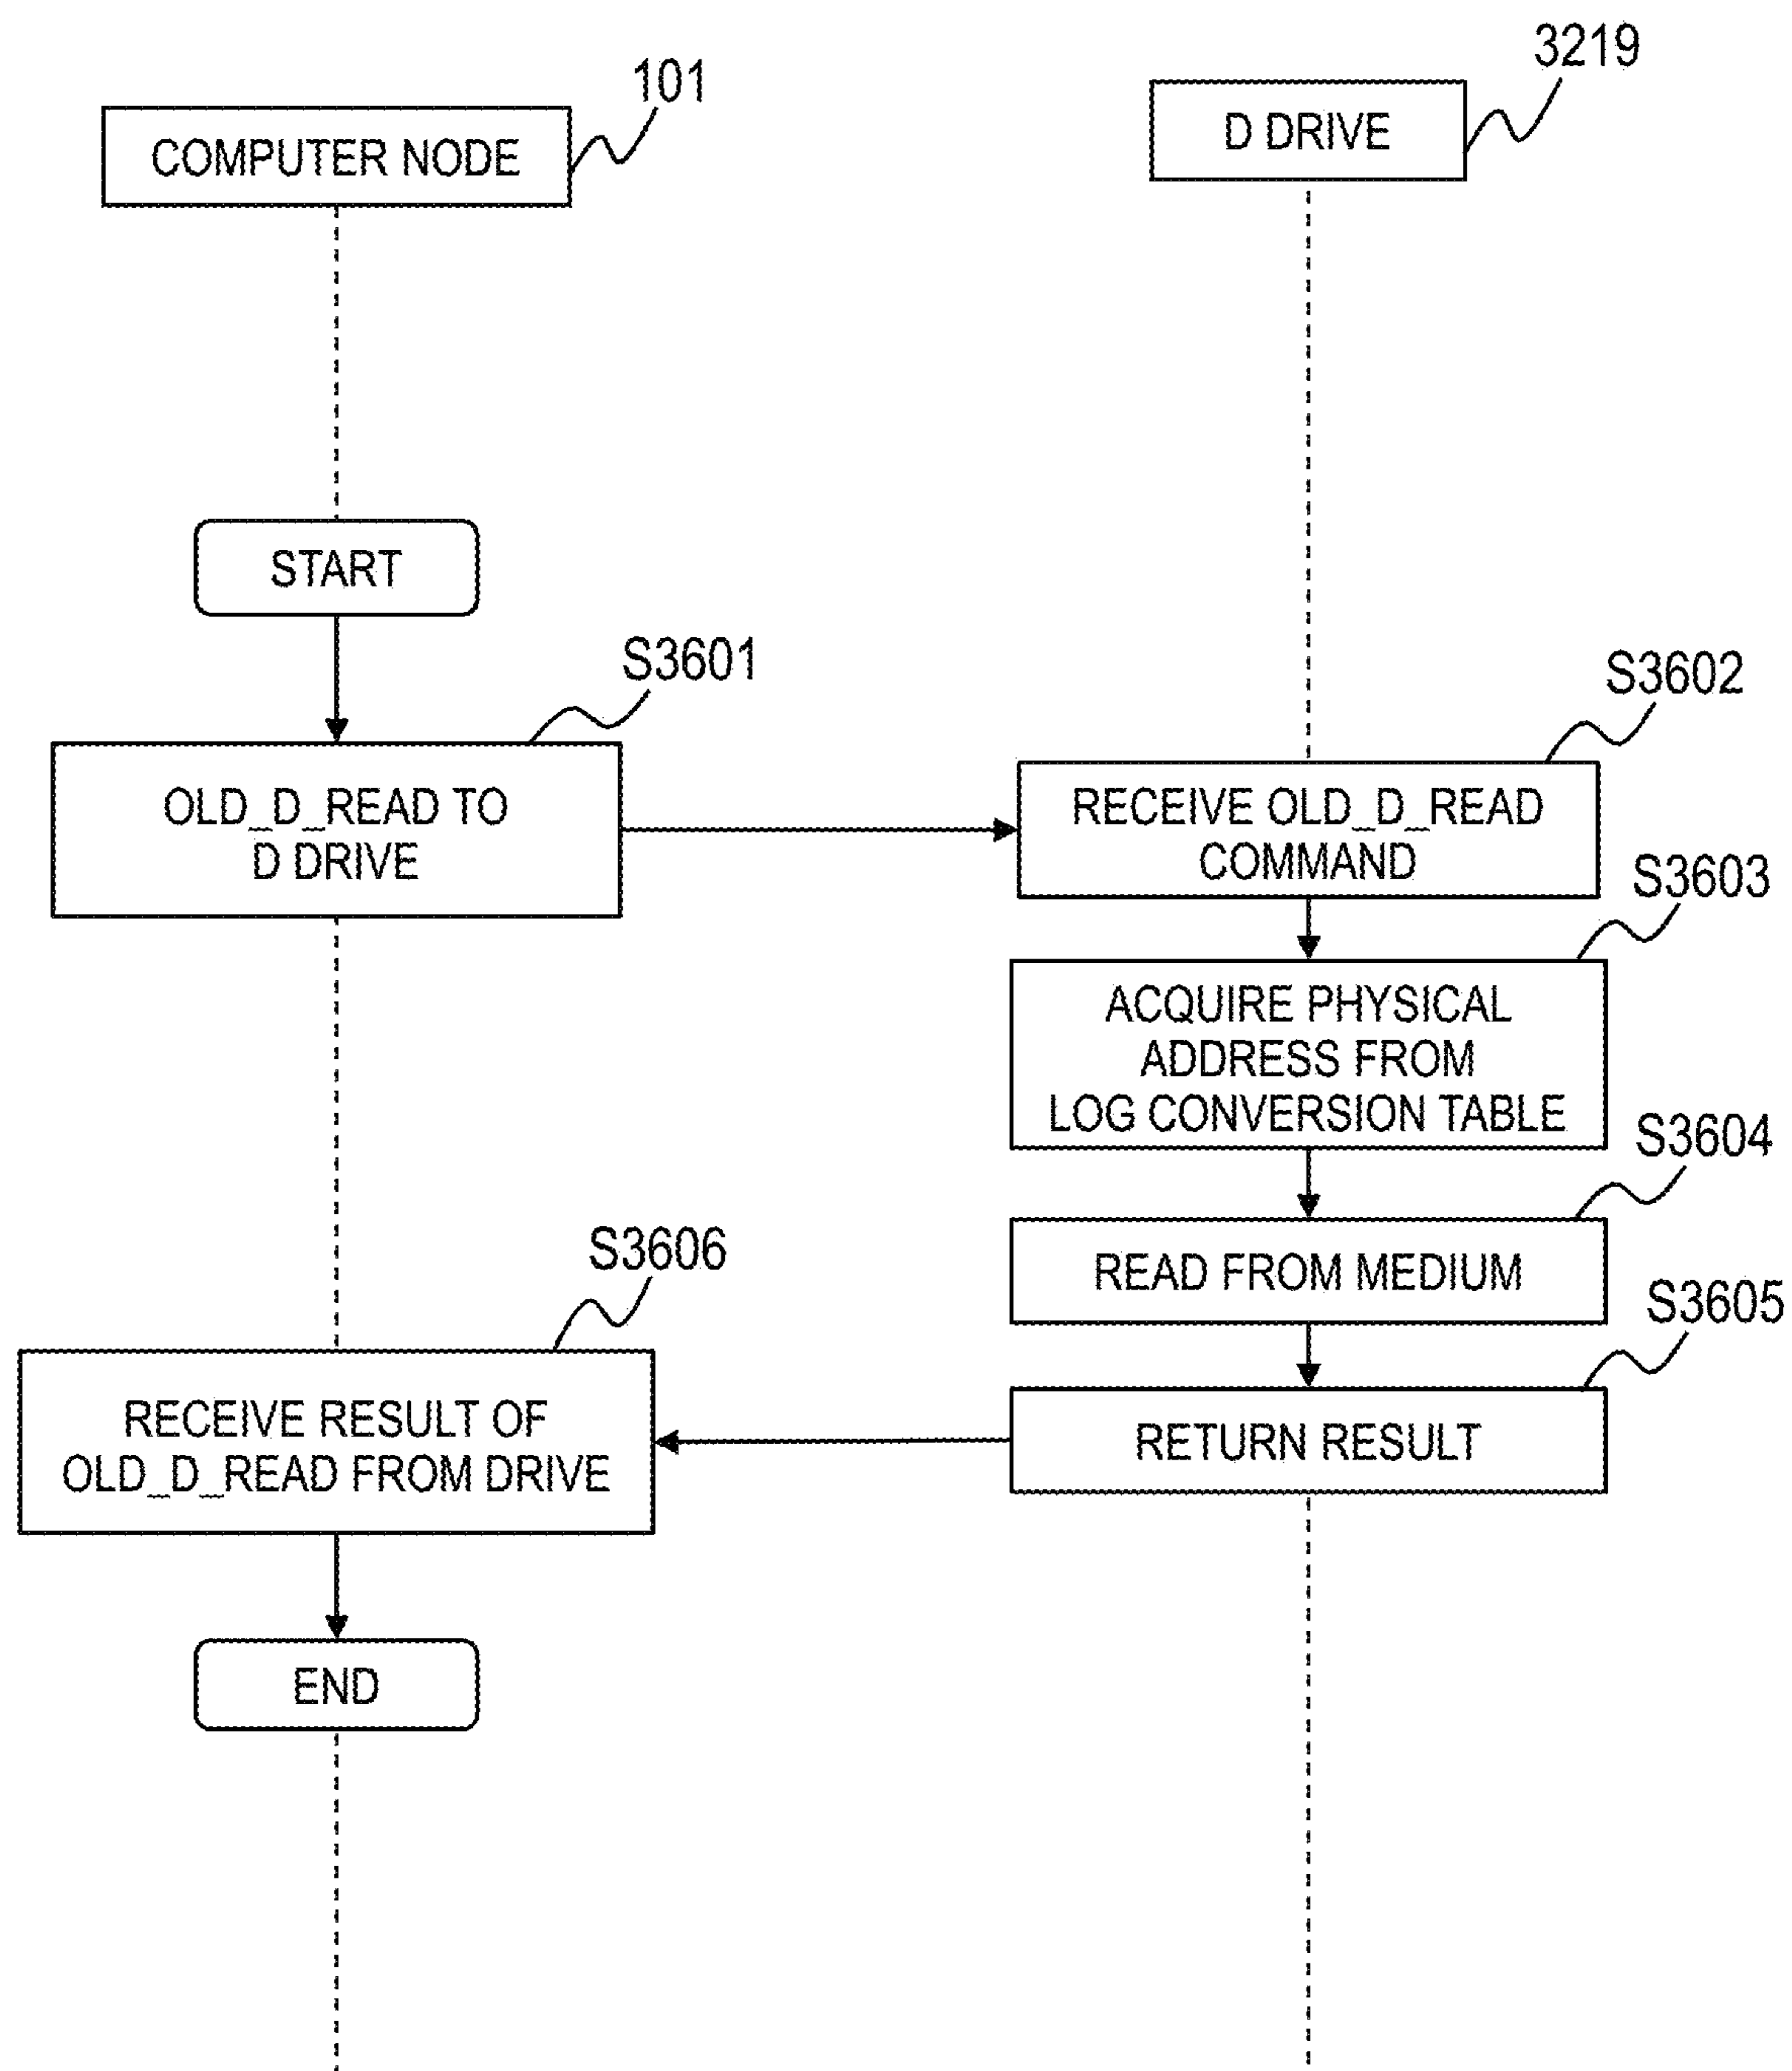 3219
101
D DRIVE
COMPUTER NODE
START
S3601
S3602
OLD_D_READ TO
D DRIVE
RECEIVE OLD_D_READ
COMMAND
S3603
ACQUIRE PHYSICAL
ADDRESS FROM
LOG CONVERSION TABLE
S3604
READ FROM MEDIUM
S3605
RETURN RESULT
S3606
RECEIVE RESULT OF
OLD_D_READ FROM DRIVE
END